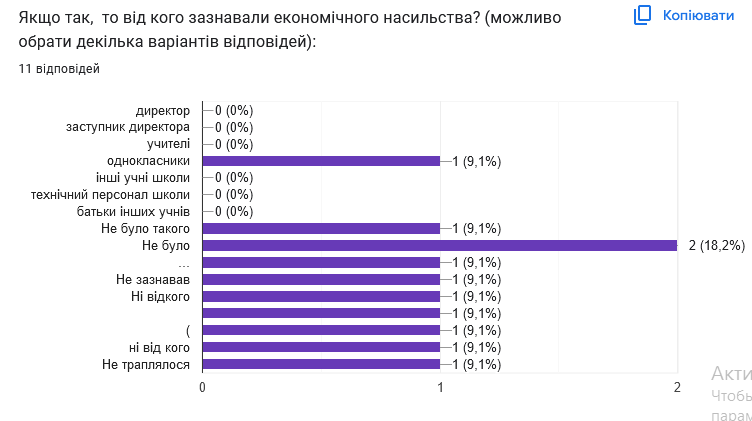 Якщо так,  то від кого зазнавали економічного насильства? (можливо
обрати декілька варіантів відповідей):
Копіювати
11 відповідей
директор 0 (0%)
заступник директора 0 (0%)
учителі 0 (0%)
однокласники 1 (9,1%)
інші учні школи 0 (0%)
технічний персонал школи 0 (0%)
батьки інших учнів 0 (0%)
Не було такого 1 (9,1%)
Не було 2 (18,2%)
... 1 (9,1%)
Не зазнавав 1 (9,1%)
Ні відкого 1 (9,1%)
1 (9,1%)
( 1 (9,1%)
ні від кого 1 (9,1%)
Не траплялося 1 (9,1%)
0 1 2
Акти
Чтобы
парам